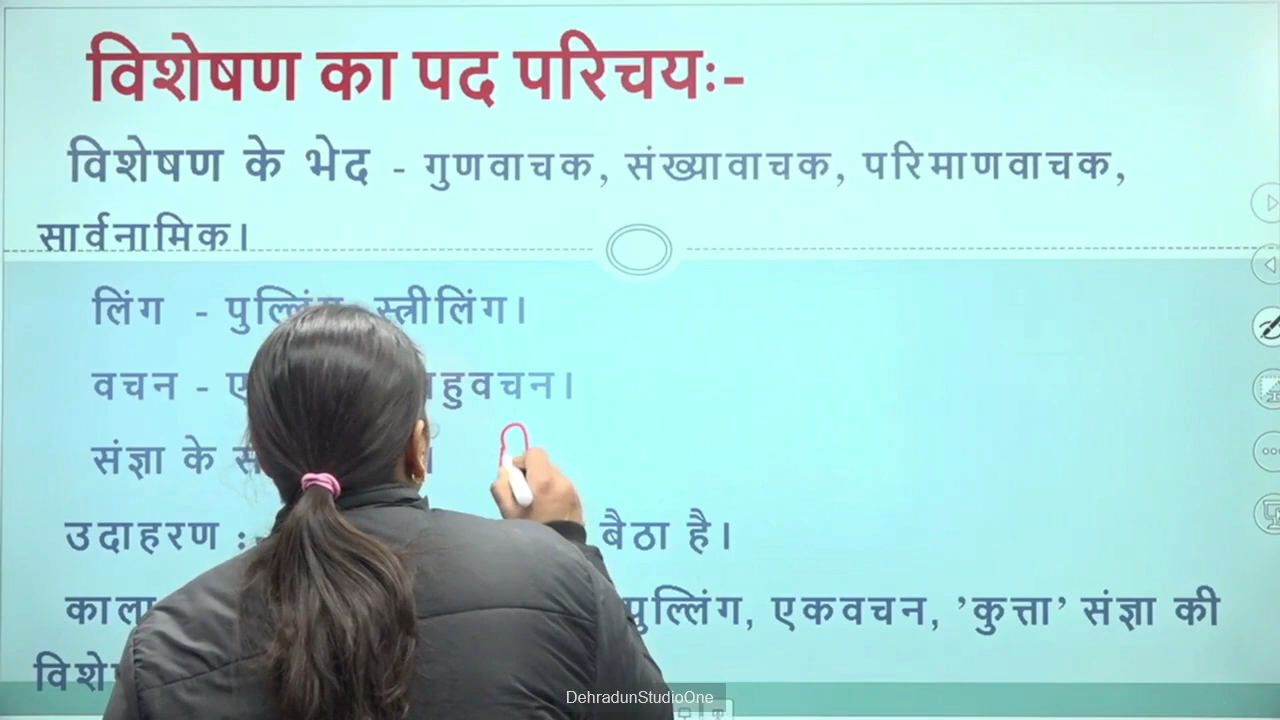 विशेषण का पद परिचयः-
विशेषण के भेद - गुणवाचक, संख्यावाचक, परिमाणवाचक,
सार्वनामिक।
लिंग - पुल्लिंग, स्त्रीलिंग।
वचन - बहुवचन।
संज्ञा के
उदाहरण : बैठा है।
काला पुल्लिंग, एकवचन, ’कुत्ता’ संज्ञा की
DehradunStudioOne